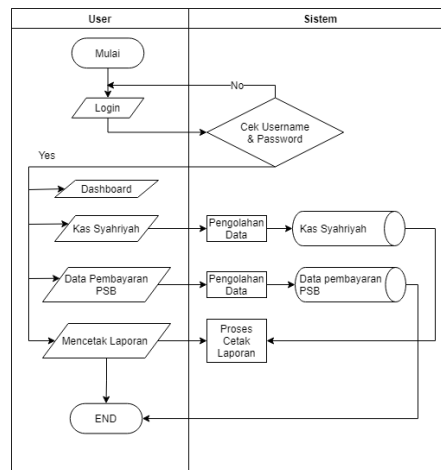 User
Sistem
Mulai
No
Login
Cek Username
& Password
Yes
Dashboard
Kas Syahriyah
Pengolahan
Data
Kas Syahriyah
Data Pembayaran
PSB
Pengolahan
Data
Data pembayaran
PSB
Mencetak Laporan
Proses
Cetak
Laporan
END